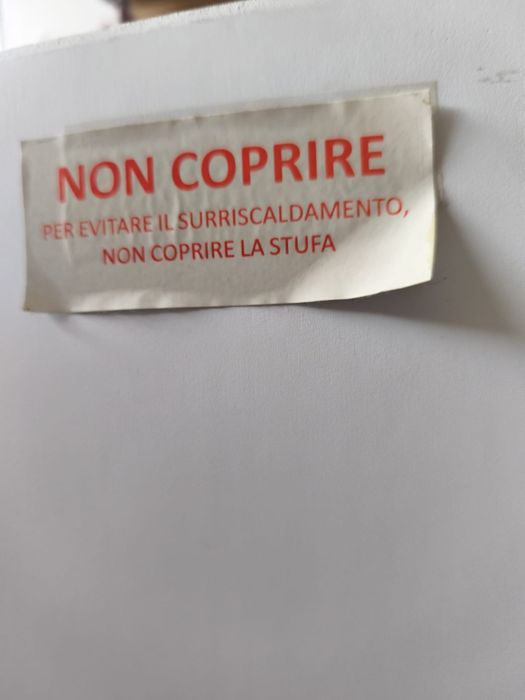 NON COPRIRE
PER EVITARE IL SURRISCALDAMENTO,
NON COPRIRE LA STUFA